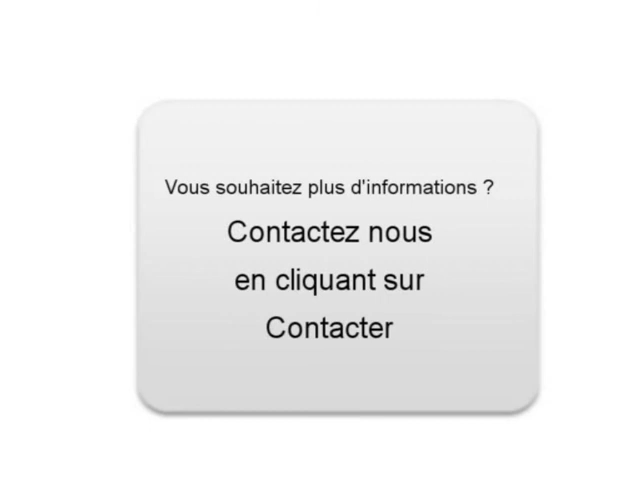 Vous souhaitez plus d'informations ?
Contactez nous
en cliquant sur
Contacter